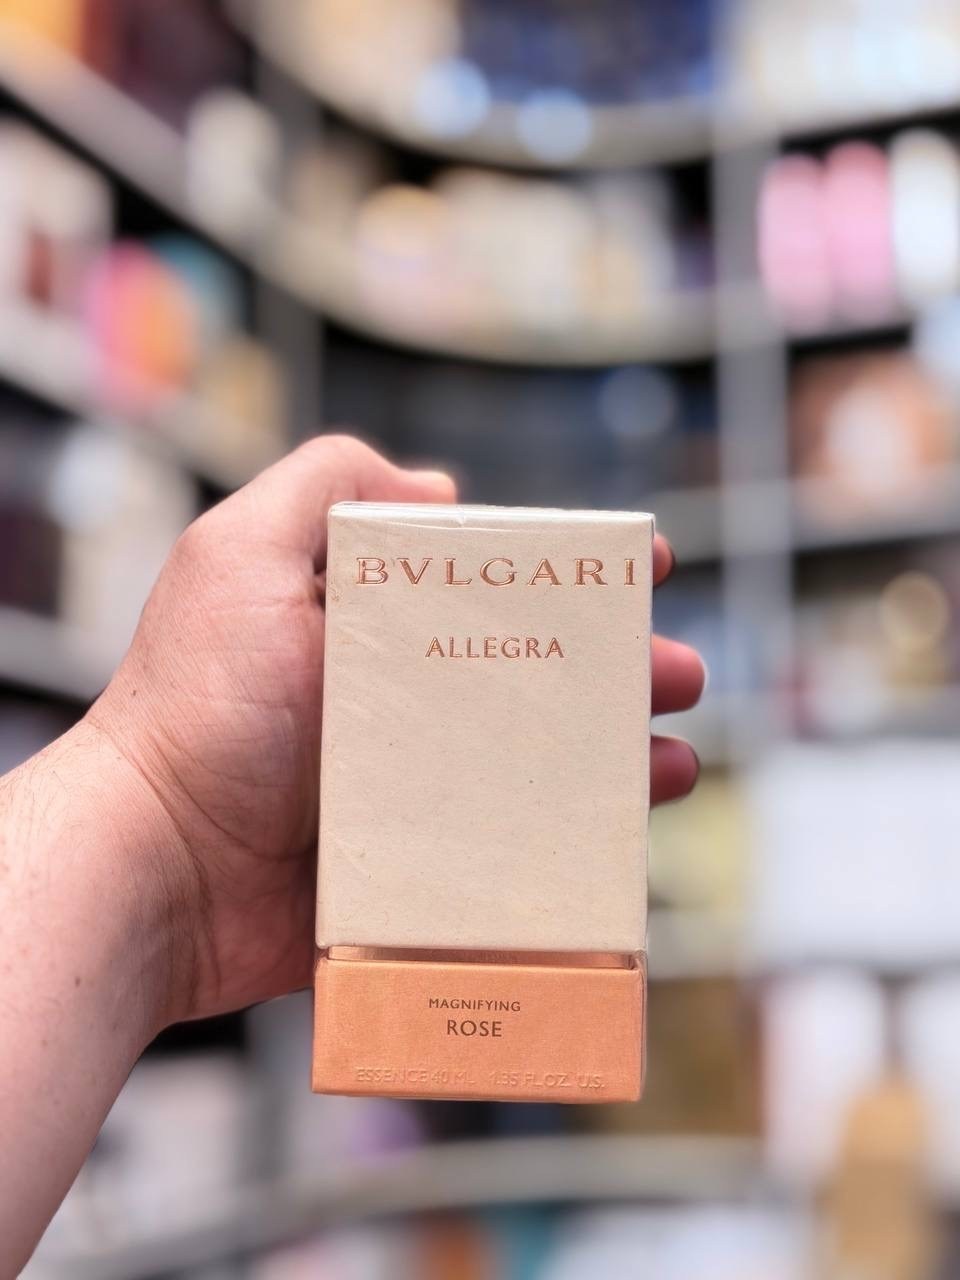 BVLGARI
ALLEGRA
MAGNIFYING
ROSE
ESSENCE 40 ML 1.35 FL.OZ. U.S.